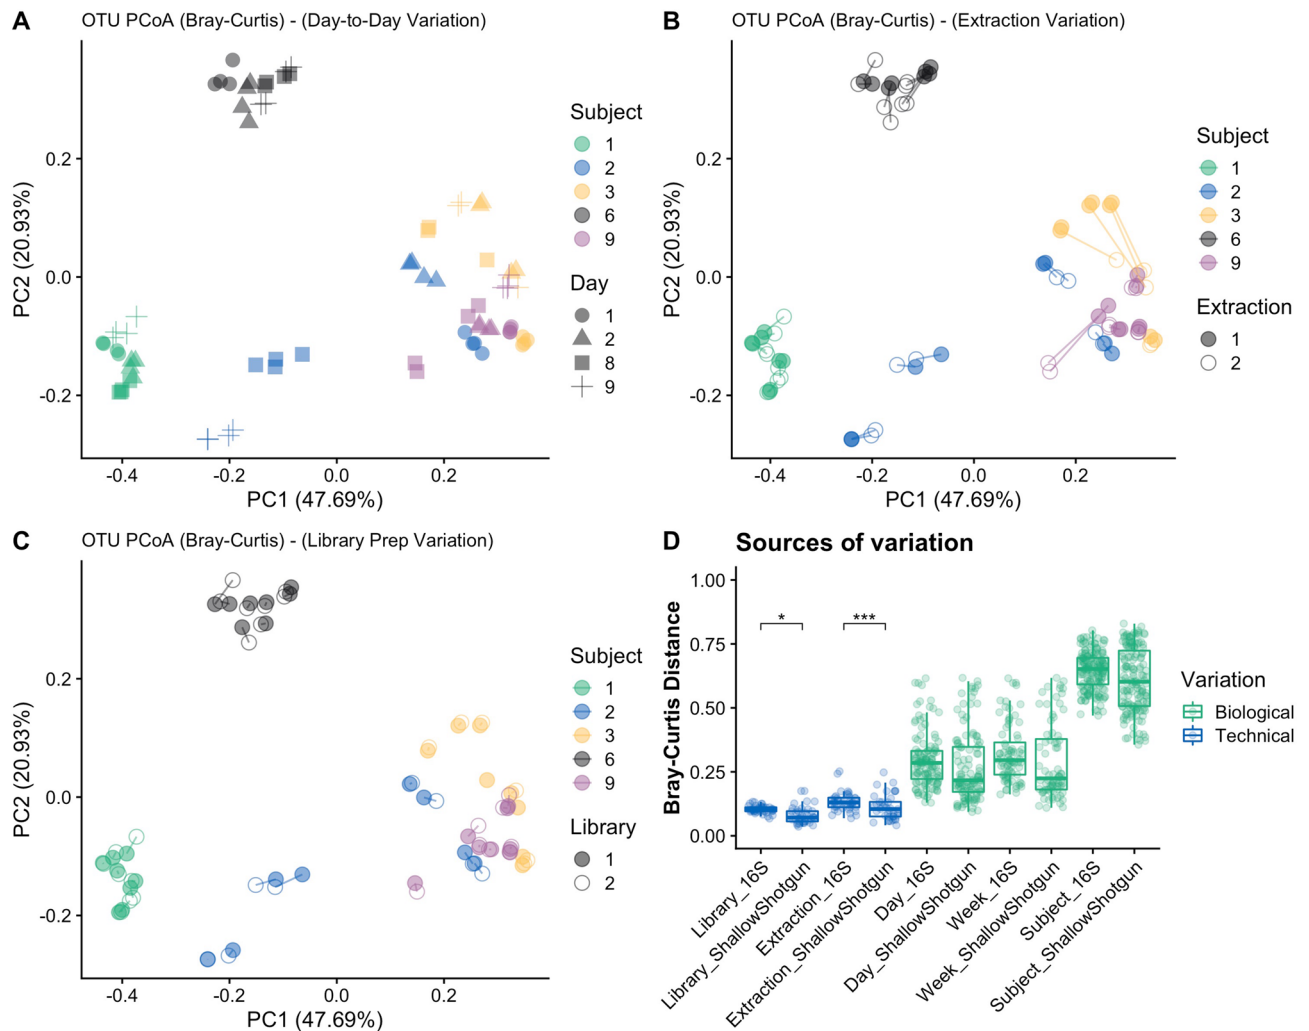 A OTU PCoA (Bray-Curtis) - (Day-to-Day Variation)
PC2 (20.93%)
0.2
0.0
-0.2
-0.4 -0.2 0.0 0.2
PC1 (47.69%)
Subject
1
2
3
6
9
Day
1
2
8
9
B OTU PCoA (Bray-Curtis) - (Extraction Variation)
PC2 (20.93%)
0.2
0.0
-0.2
-0.4 -0.2 0.0 0.2
PC1 (47.69%)
Subject
1
2
3
6
9
Extraction
1
2
C OTU PCoA (Bray-Curtis) - (Library Prep Variation)
PC2 (20.93%)
0.2
0.0
-0.2
-0.4 -0.2 0.0 0.2
PC1 (47.69%)
Subject
1
2
3
6
9
Library
1
2
D Sources of variation
Bray-Curtis Distance
1.00
0.75
0.50
0.25
0.00
* ***
Library_16S
Library_ShallowShotgun
Extraction_16S
Extraction_ShallowShotgun
Day_16S
Day_ShallowShotgun
Week_16S
Week_ShallowShotgun
Subject_16S
Subject_ShallowShotgun
Variation
Biological
Technical